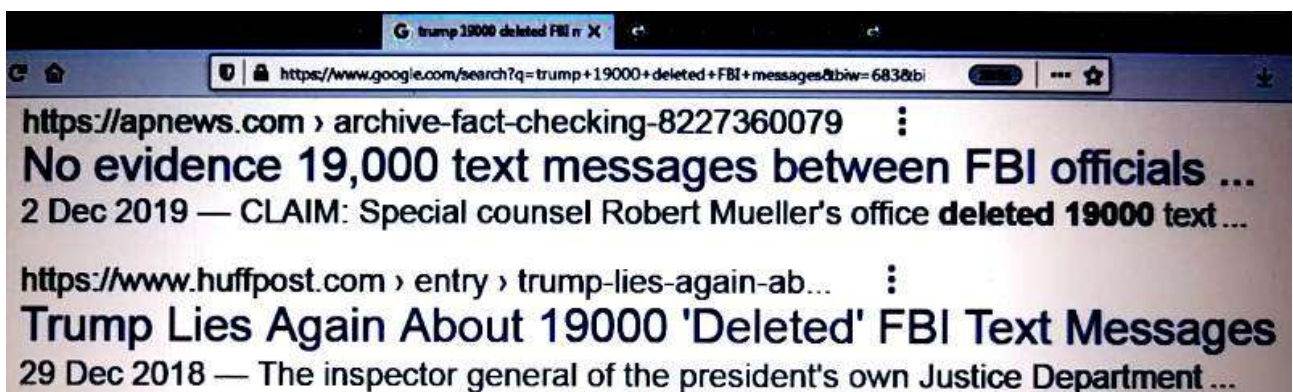 trump 19000 deleted FBI m
https://www.google.com/search?q=trump+19000+deleted+FBI+messages&biw=683&bi
https://apnews.com › archive-fact-checking-8227360079
No evidence 19,000 text messages between FBI officials ...
2 Dec 2019 — CLAIM: Special counsel Robert Mueller's office deleted 19000 text ...
https://www.huffpost.com › entry › trump-lies-again-ab...
Trump Lies Again About 19000 'Deleted' FBI Text Messages
29 Dec 2018 — The inspector general of the president's own Justice Department ...